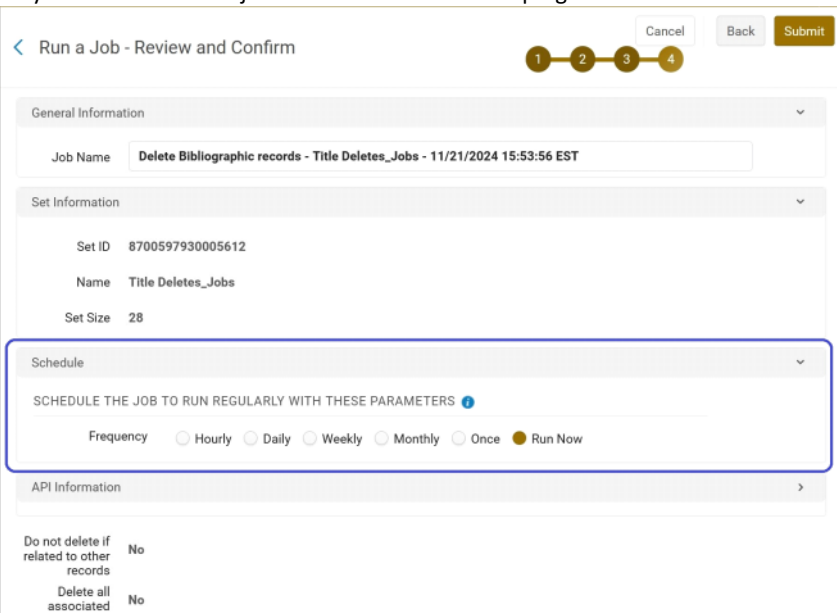 Run a Job - Review and Confirm
Cancel
Back
Submit
1
2
3
4
General Information
Job Name Delete Bibliographic records - Title Deletes_Jobs - 11/21/2024 15:53:56 EST
Set Information
Set ID 8700597930005612
Name Title Deletes_Jobs
Set Size 28
Schedule
SCHEDULE THE JOB TO RUN REGULARLY WITH THESE PARAMETERS
Frequency Hourly Daily Weekly Monthly Once Run Now
API Information
Do not delete if
related to other No
records
Delete all
associated No